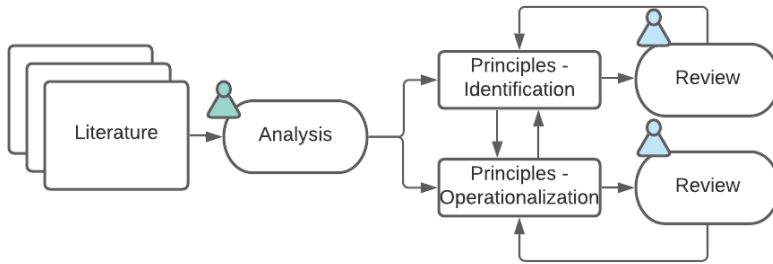 Literature
Analysis
Principles -
Identification
Review
Principles -
Operationalization
Review